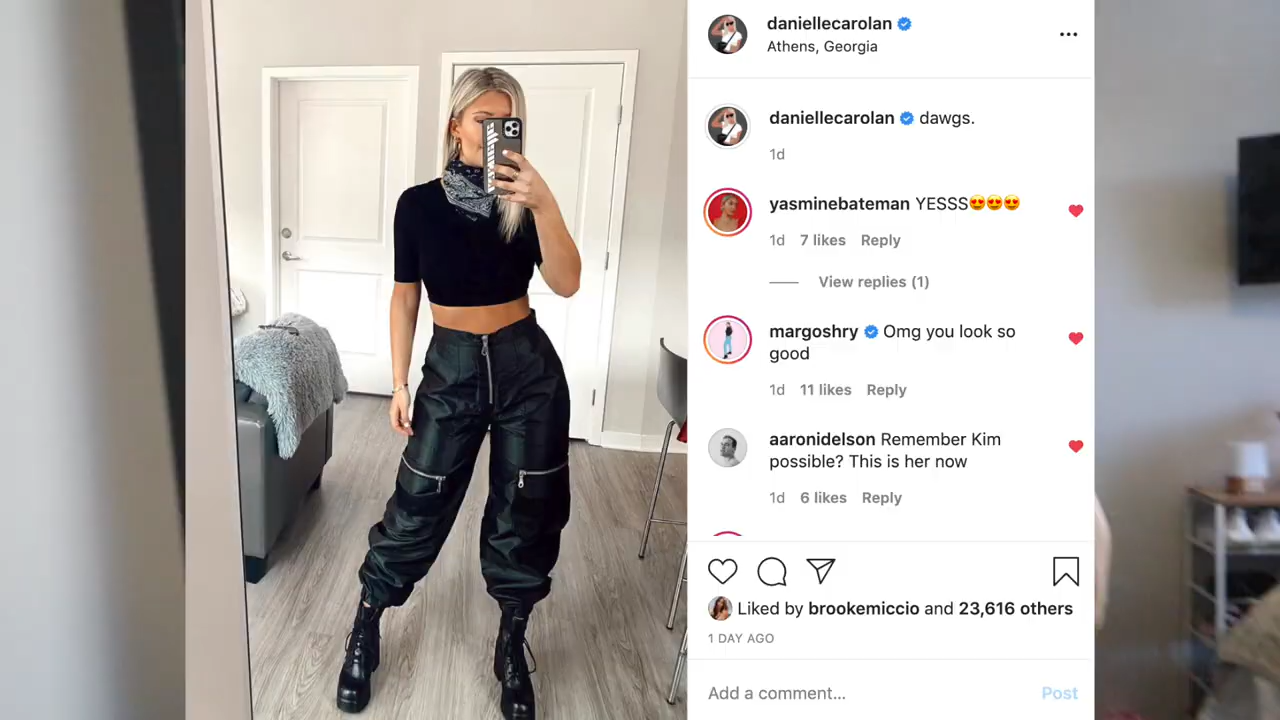 daniellecarolan
Athens, Georgia
daniellecarolan dawgs.
1d
yasminebateman YESSS😍😍😍
1d 7 likes Reply
View replies (1)
margoshry Omg you look so
good
1d 11 likes Reply
aaronidelson Remember Kim
possible? This is her now
1d 6 likes Reply
Liked by brookemiccio and 23,616 others
1 DAY AGO
Add a comment... Post